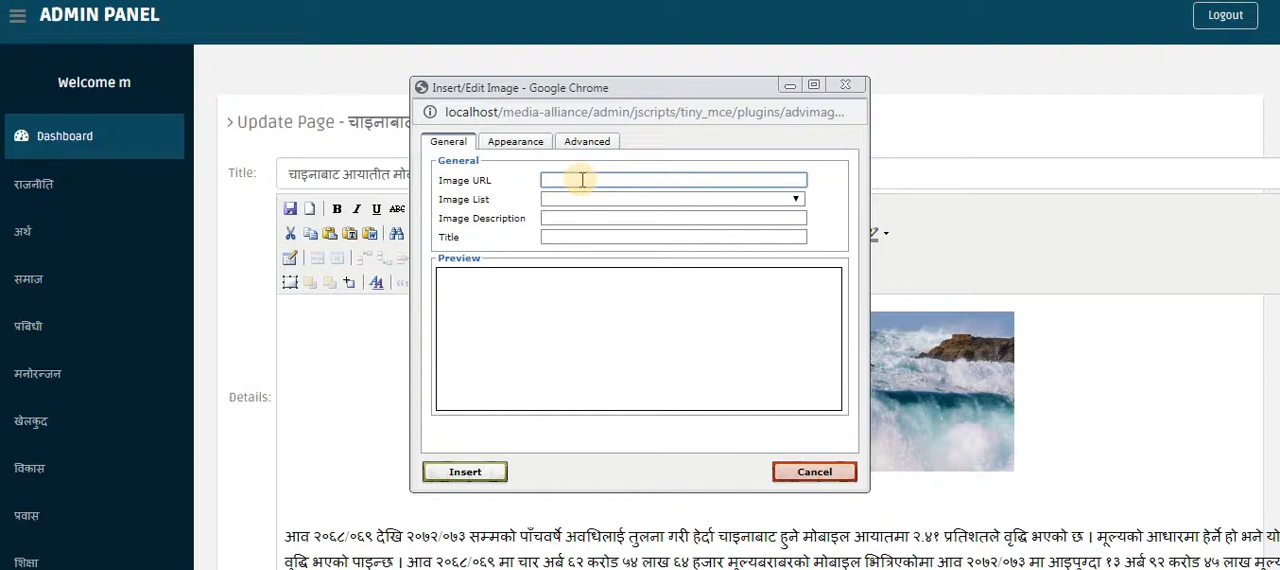 ADMIN PANEL
Logout
Welcome m
Dashboard
राजनीति
अर्थ
समाज
प्रबिधी
मनोरन्जन
खेलकुद
विकास
प्रवास
शिक्षा
Update Page - चाइनाबाट
Title:
चाइनाबाट आयातीत मो
B I U ABC
Details:
Insert/Edit Image - Google Chrome
localhost/media-alliance/admin/jscripts/tiny_mce/plugins/advimag...
General Appearance Advanced
General
Image URL
Image List
Image Description
Title
Preview
Insert Cancel
आव २०६८/०६९ देखि २०७२/०७३ सम्मको पाँचवर्षे अवधिलाई तुलना गरी हेर्दा चाइनाबाट हुने मोबाइल आयातमा २.४१ प्रतिशतले वृद्धि भएको छ । मूल्यको आधारमा हेर्ने हो भने यो
वृद्धि भएको पाइन्छ । आव २०६८/०६९ मा चार अर्ब ६२ करोड ५४ लाख ६४ हजार मूल्यबराबरको मोबाइल भित्रिएकोमा आव २०७२/०७३ मा आइपुग्दा १३ अर्ब ९२ करोड ४५ लाख